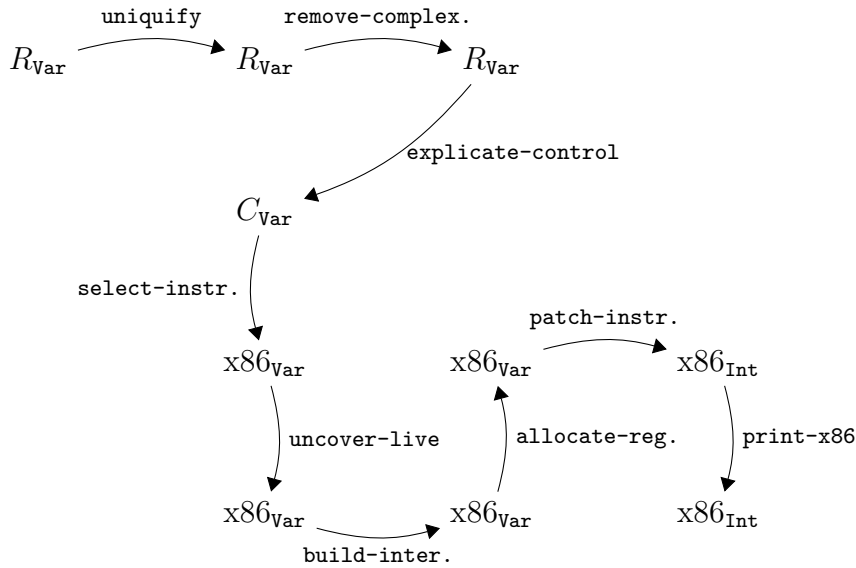 uniquify remove-complex.
R_Var R_Var R_Var
explicate-control
C_Var
select-instr.
patch-instr.
x86_Var x86_Var x86_Int
uncover-live allocate-reg. print-x86
x86_Var x86_Var x86_Int
build-inter.